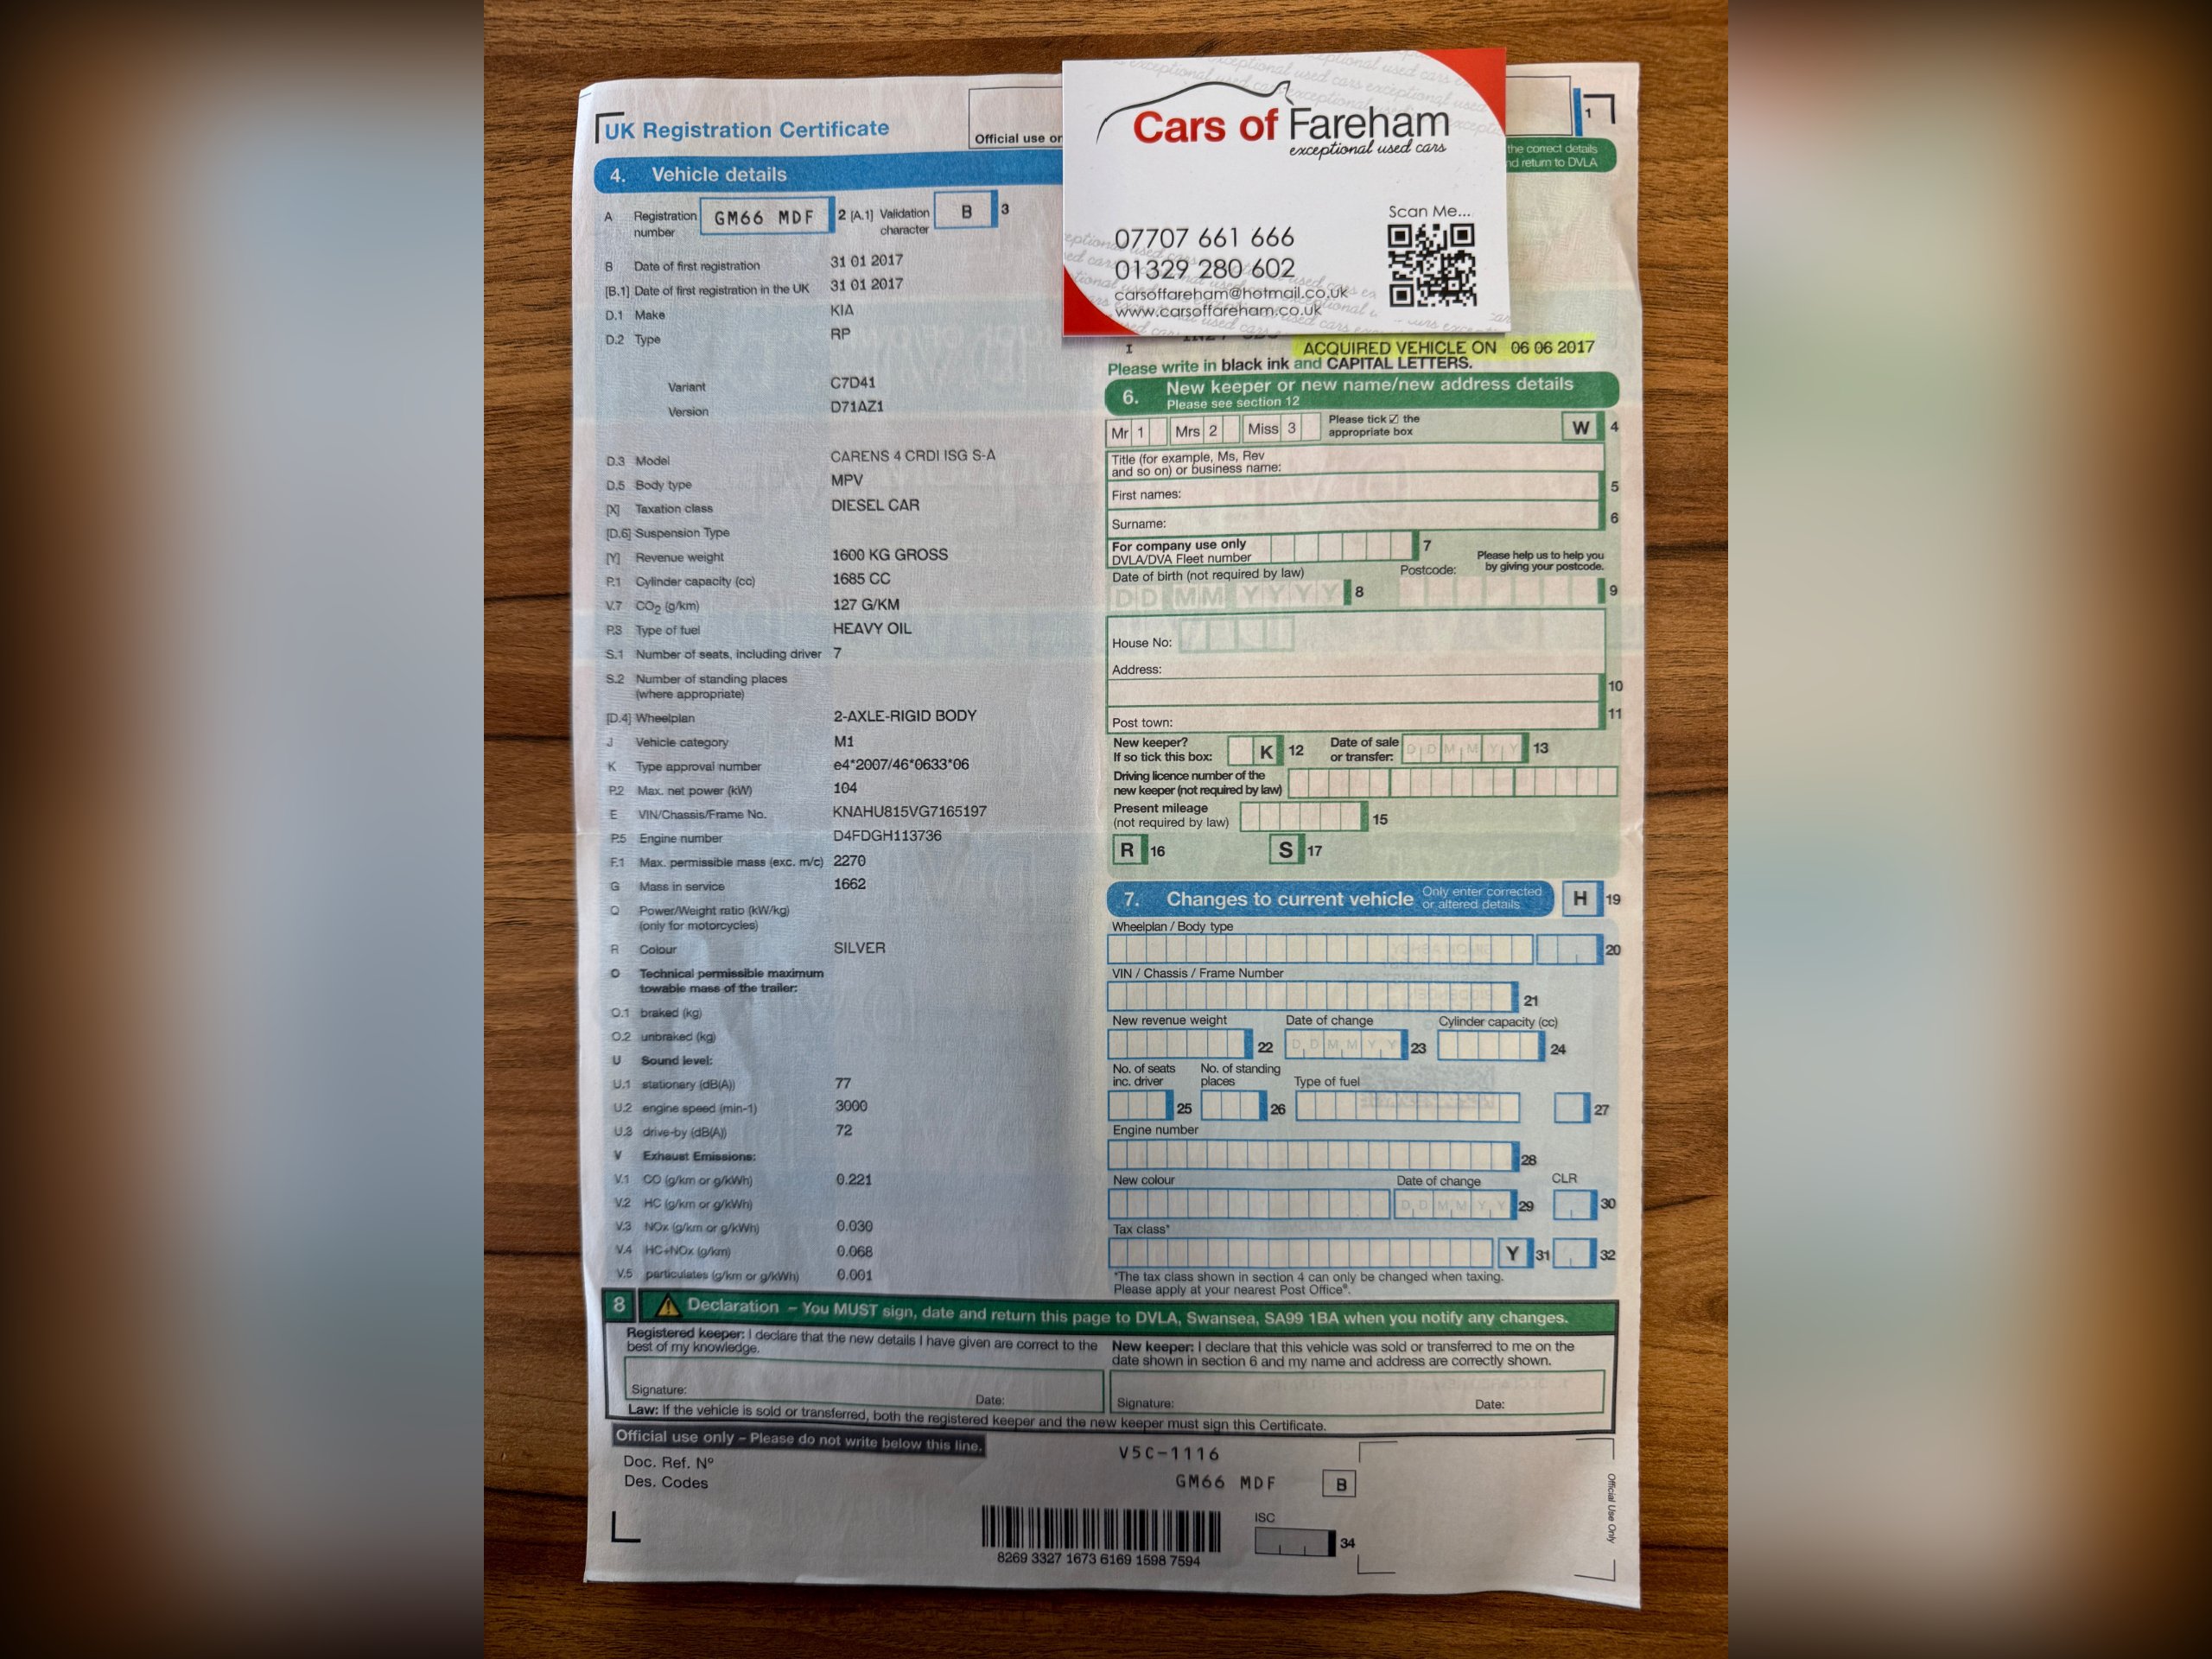 UK Registration Certificate
Official use or
1
Cars of Fareham
exceptional used cars
Scan Me...
07707 661 666
01329 280 602
carsoffareham@hotmail.co.uk
www.carsoffareham.co.uk
the correct details
nd return to DVLA
4. Vehicle details
A Registration number GM66 MDF 2 [A.1] Validation character B 3
B Date of first registration 31 01 2017
[B.1] Date of first registration in the UK 31 01 2017
D.1 Make KIA
D.2 Type RP
Variant C7D41
Version D71AZ1
D.3 Model CARENS 4 CRDI ISG S-A
D.5 Body type MPV
[X] Taxation class DIESEL CAR
[D.6] Suspension Type
[Y] Revenue weight 1600 KG GROSS
P.1 Cylinder capacity (cc) 1685 CC
V.7 CO2 (g/km) 127 G/KM
P.3 Type of fuel HEAVY OIL
S.1 Number of seats, including driver 7
S.2 Number of standing places
(where appropriate)
[D.4] Wheelplan 2-AXLE-RIGID BODY
J Vehicle category M1
K Type approval number e4*2007/46*0633*06
P.2 Max. net power (kW) 104
E VIN/Chassis/Frame No. KNAHU815VG7165197
P.5 Engine number D4FDGH113736
F.1 Max. permissible mass (exc. m/c) 2270
G Mass in service 1662
Q Power/Weight ratio (kW/kg)
(only for motorcycles)
R Colour SILVER
O Technical permissible maximum
towable mass of the trailer:
O.1 braked (kg)
O.2 unbraked (kg)
U Sound level:
U.1 stationary (dB(A)) 77
U.2 engine speed (min-1) 3000
U.3 drive-by (dB(A)) 72
V Exhaust Emissions:
V.1 CO (g/km or g/kWh) 0.221
V.2 HC (g/km or g/kWh)
V.3 NOx (g/km or g/kWh) 0.030
V.4 HC+NOx (g/km) 0.068
V.5 particulates (g/km or g/kWh) 0.001
I ACQUIRED VEHICLE ON 06 06 2017
Please write in black ink and CAPITAL LETTERS.
6. New keeper or new name/new address details
Please see section 12
Mr 1 Mrs 2 Miss 3 Please tick ☑ the appropriate box W 4
Title (for example, Ms, Rev
and so on) or business name:
First names: 5
Surname: 6
For company use only
DVLA/DVA Fleet number 7
Please help us to help you
by giving your postcode.
Date of birth (not required by law) Postcode:
DD MM YYYY 8 9
House No:
Address:
10
Post town: 11
New keeper?
If so tick this box: K 12 Date of sale or transfer: D D M M Y Y 13
Driving licence number of the
new keeper (not required by law)
Present mileage
(not required by law) 15
R 16 S 17
7. Changes to current vehicle Only enter corrected or altered details H 19
Wheelplan / Body type
20
VIN / Chassis / Frame Number
21
New revenue weight Date of change Cylinder capacity (cc)
22 D D M M Y Y 23 24
No. of seats inc. driver No. of standing places Type of fuel
25 26 27
Engine number
28
New colour Date of change CLR
D D M M Y Y 29 30
Tax class*
Y 31 32
*The tax class shown in section 4 can only be changed when taxing.
Please apply at your nearest Post Office®.
8 Declaration – You MUST sign, date and return this page to DVLA, Swansea, SA99 1BA when you notify any changes.
Registered keeper: I declare that the new details I have given are correct to the
best of my knowledge.
Signature: Date:
New keeper: I declare that this vehicle was sold or transferred to me on the
date shown in section 6 and my name and address are correctly shown.
Signature: Date:
Law: If the vehicle is sold or transferred, both the registered keeper and the new keeper must sign this Certificate.
Official use only – Please do not write below this line.
Doc. Ref. Nº
Des. Codes
V5C-1116
GM66 MDF B
8269 3327 1673 6169 1598 7594
ISC
34
Official Use Only